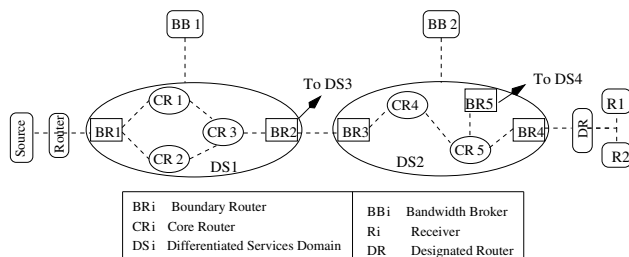 BB 1
BB 2
To DS3
To DS4
Source
Router
BR1
CR 1
CR 2
CR 3
BR2
DS1
BR3
CR4
BR5
CR 5
BR4
DS2
DR
R1
R2
BRi Boundary Router
CRi Core Router
DSi Differentiated Services Domain
BBi Bandwidth Broker
Ri Receiver
DR Designated Router